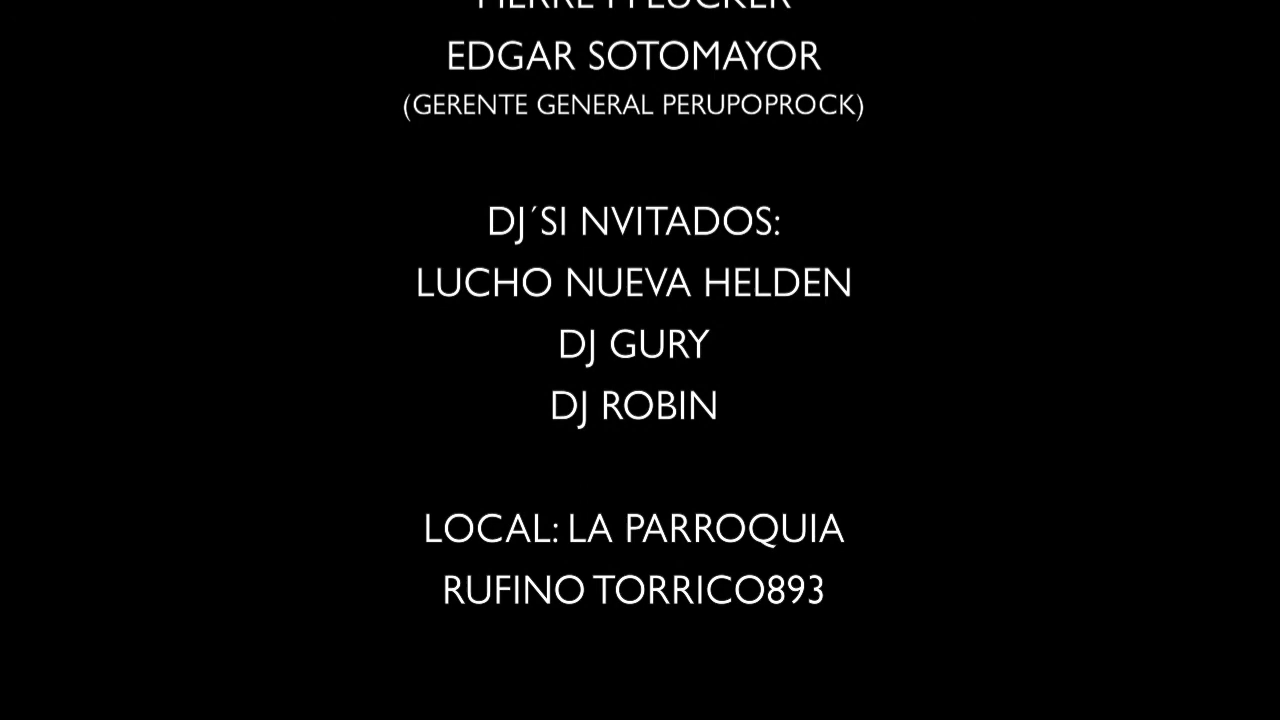 EDGAR SOTOMAYOR
(GERENTE GENERAL PERUPOPROCK)
DJ´SI NVITADOS:
LUCHO NUEVA HELDEN
DJ GURY
DJ ROBIN
LOCAL: LA PARROQUIA
RUFINO TORRICO893